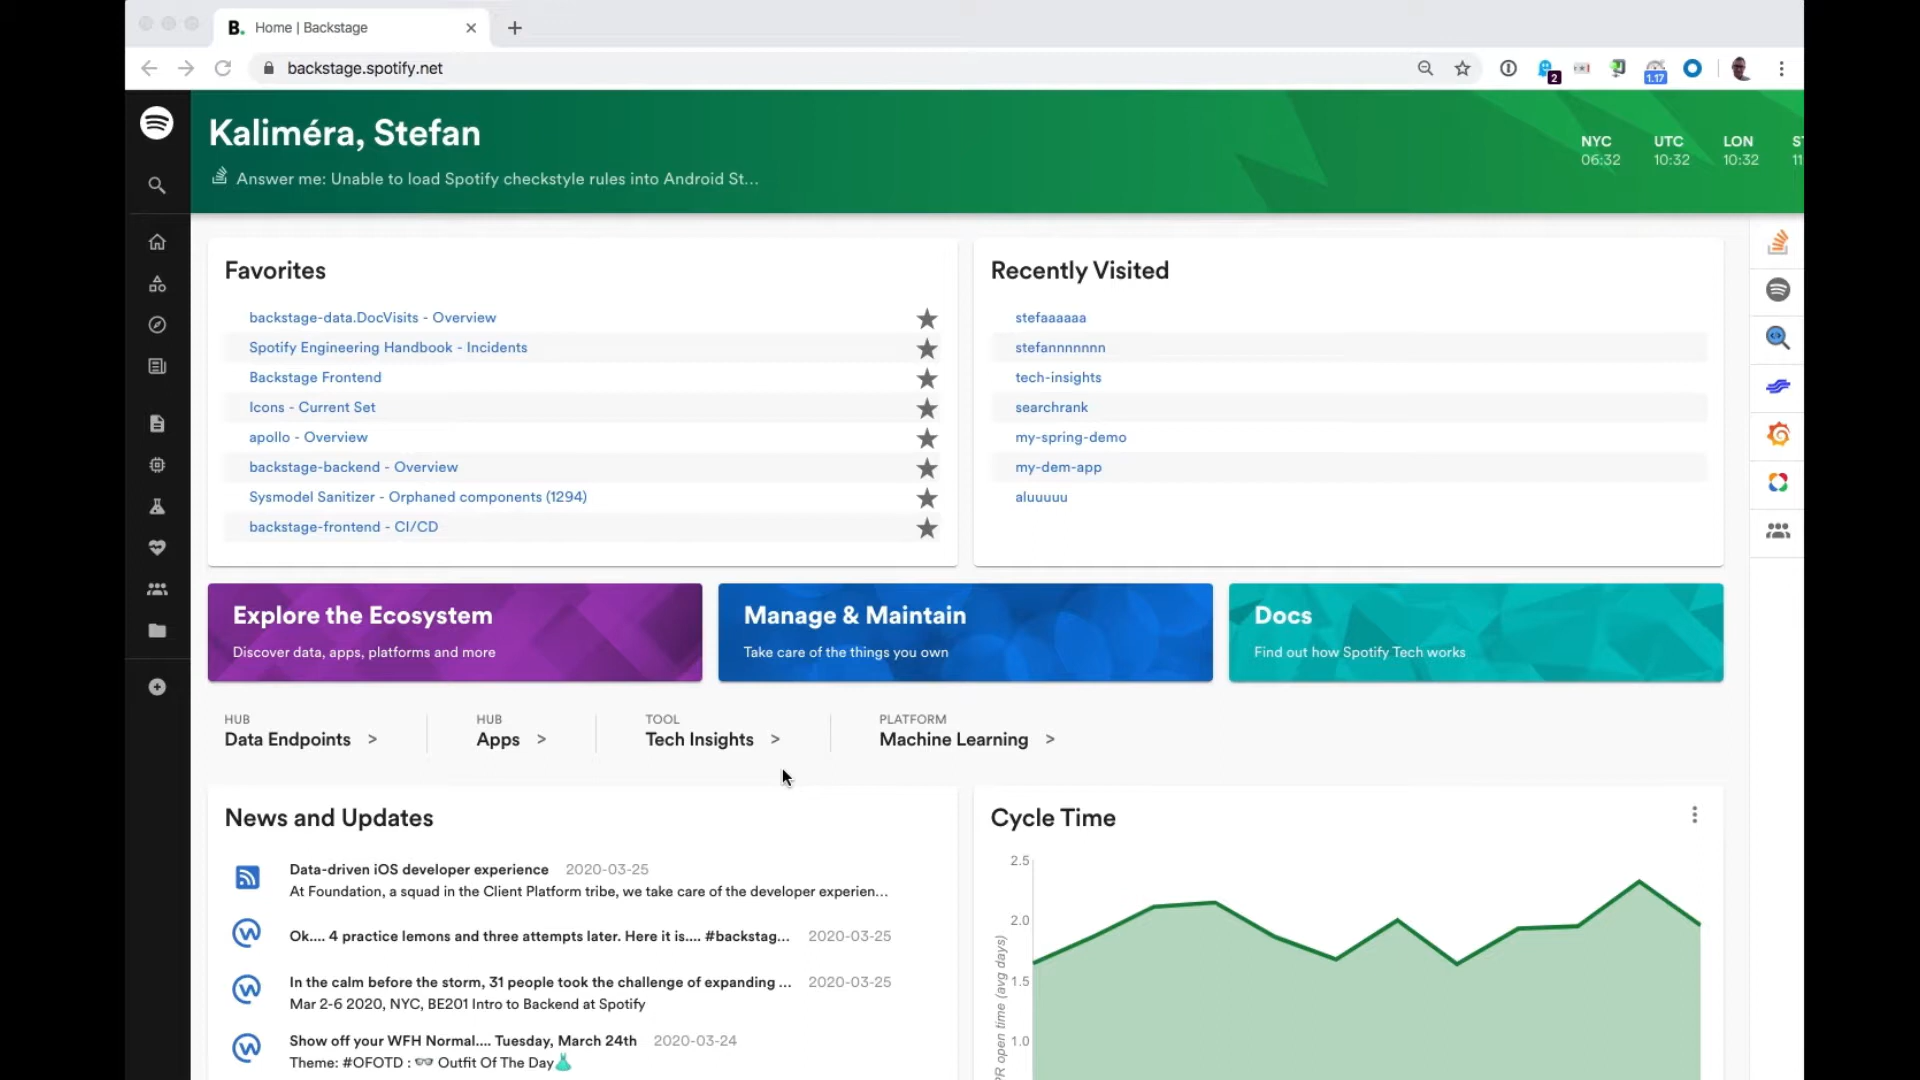 B. Home | Backstage
backstage.spotify.net
2
1.17
Kaliméra, Stefan
Answer me: Unable to load Spotify checkstyle rules into Android St...
NYC UTC LON
06:32 10:32 10:32 11
Favorites
backstage-data.DocVisits - Overview
Spotify Engineering Handbook - Incidents
Backstage Frontend
Icons - Current Set
apollo - Overview
backstage-backend - Overview
Sysmodel Sanitizer - Orphaned components (1294)
backstage-frontend - CI/CD
Recently Visited
stefaaaaaa
stefannnnnnn
tech-insights
searchrank
my-spring-demo
my-dem-app
aluuuuu
Explore the Ecosystem
Discover data, apps, platforms and more
Manage & Maintain
Take care of the things you own
Docs
Find out how Spotify Tech works
HUB
Data Endpoints >
HUB
Apps >
TOOL
Tech Insights >
PLATFORM
Machine Learning >
News and Updates
Data-driven iOS developer experience 2020-03-25
At Foundation, a squad in the Client Platform tribe, we take care of the developer experien...
Ok.... 4 practice lemons and three attempts later. Here it is.... #backstag... 2020-03-25
In the calm before the storm, 31 people took the challenge of expanding ... 2020-03-25
Mar 2-6 2020, NYC, BE201 Intro to Backend at Spotify
Show off your WFH Normal.... Tuesday, March 24th 2020-03-24
Theme: #OFOTD : 👓 Outfit Of The Day👗
Cycle Time
2.5
2.0
1.5
1.0
PR open time (avg days)